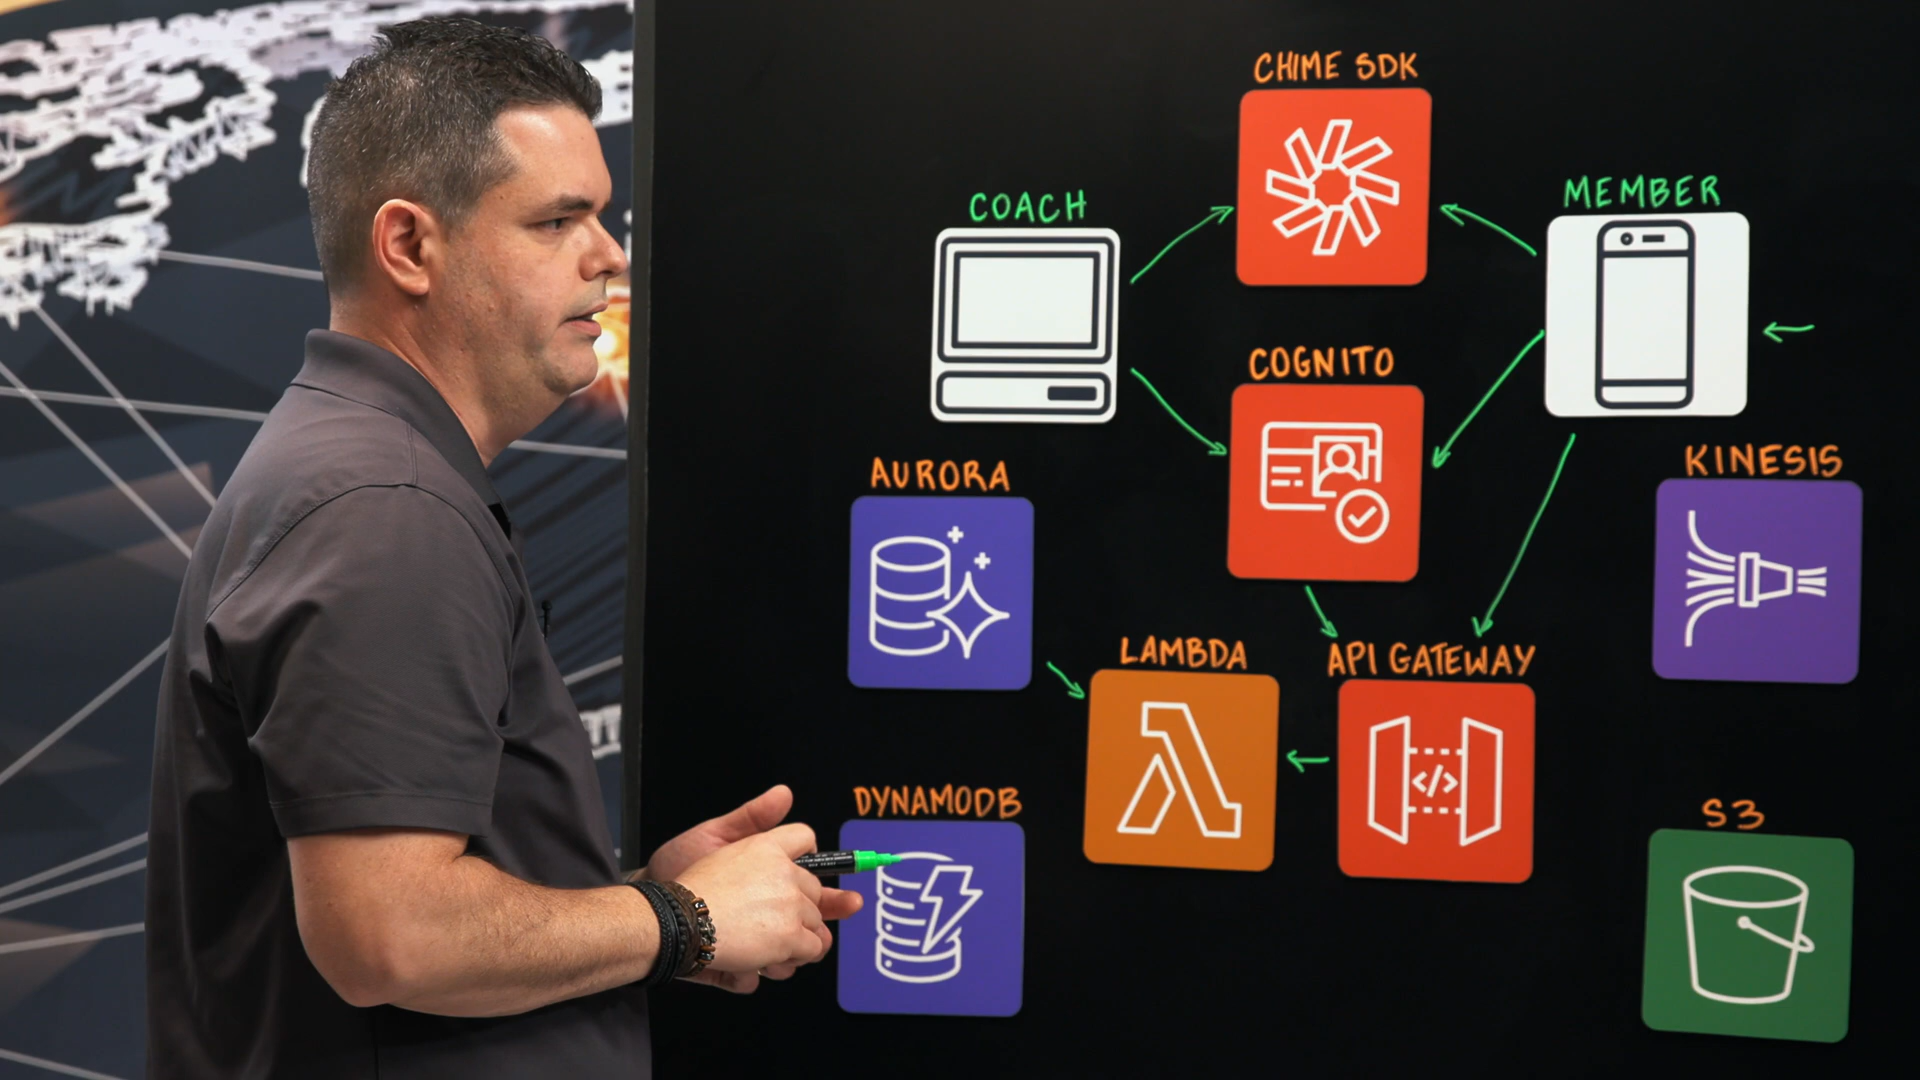 CHIME SDK
COACH
MEMBER
COGNITO
AURORA
KINESIS
LAMBDA
API GATEWAY
</>
DYNAMODB
S3